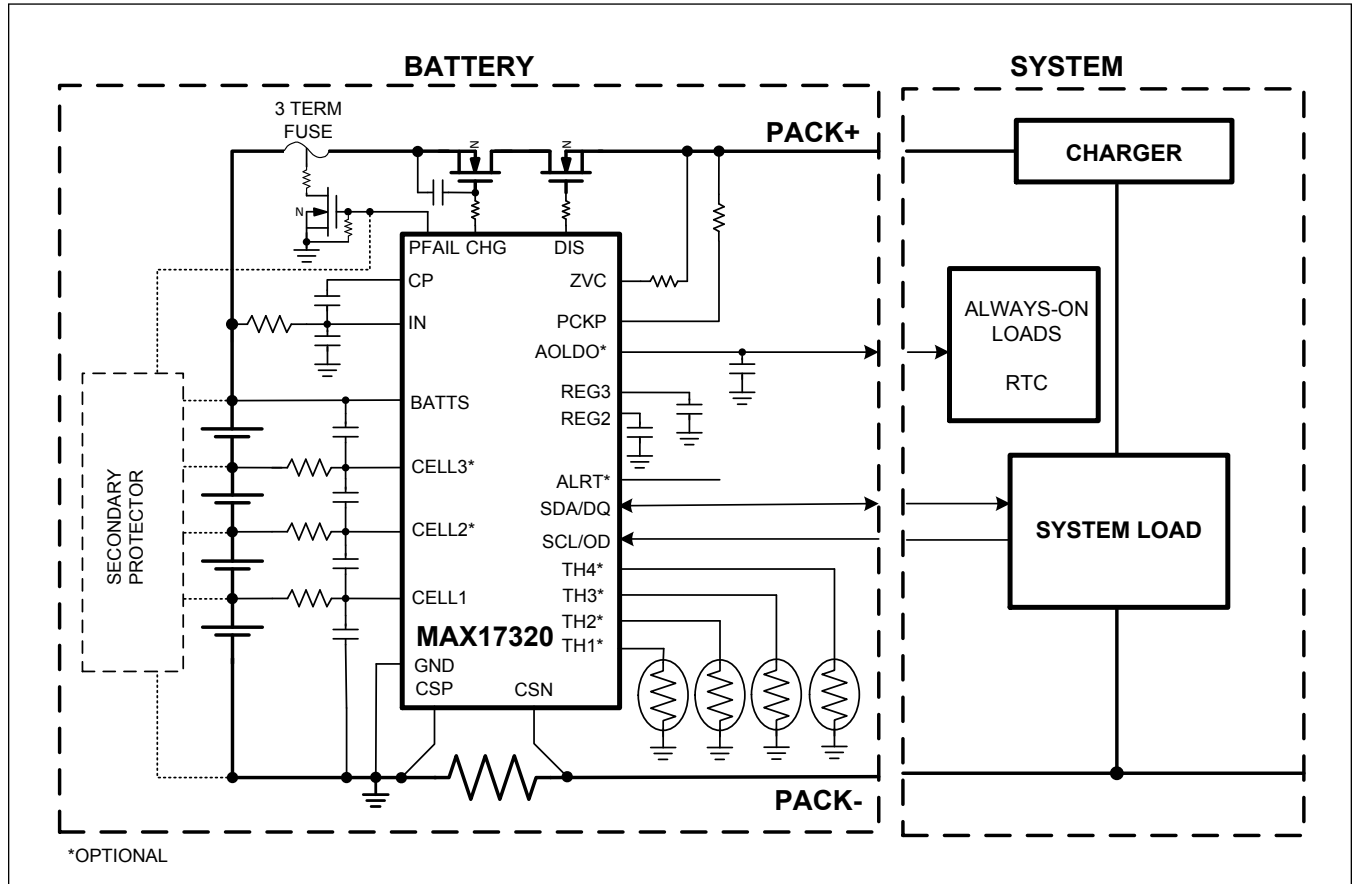 BATTERY
SYSTEM
3 TERM
FUSE
PACK+
CHARGER
N
N
N
PFAIL CHG
DIS
CP
ZVC
IN
PCKP
ALWAYS-ON
LOADS
RTC
AOLDO*
REG3
BATTS
REG2
SECONDARY
PROTECTOR
CELL3*
ALRT*
SDA/DQ
CELL2*
SCL/OD
SYSTEM LOAD
TH4*
CELL1
TH3*
TH2*
MAX17320
TH1*
GND
CSP
CSN
PACK-
*OPTIONAL